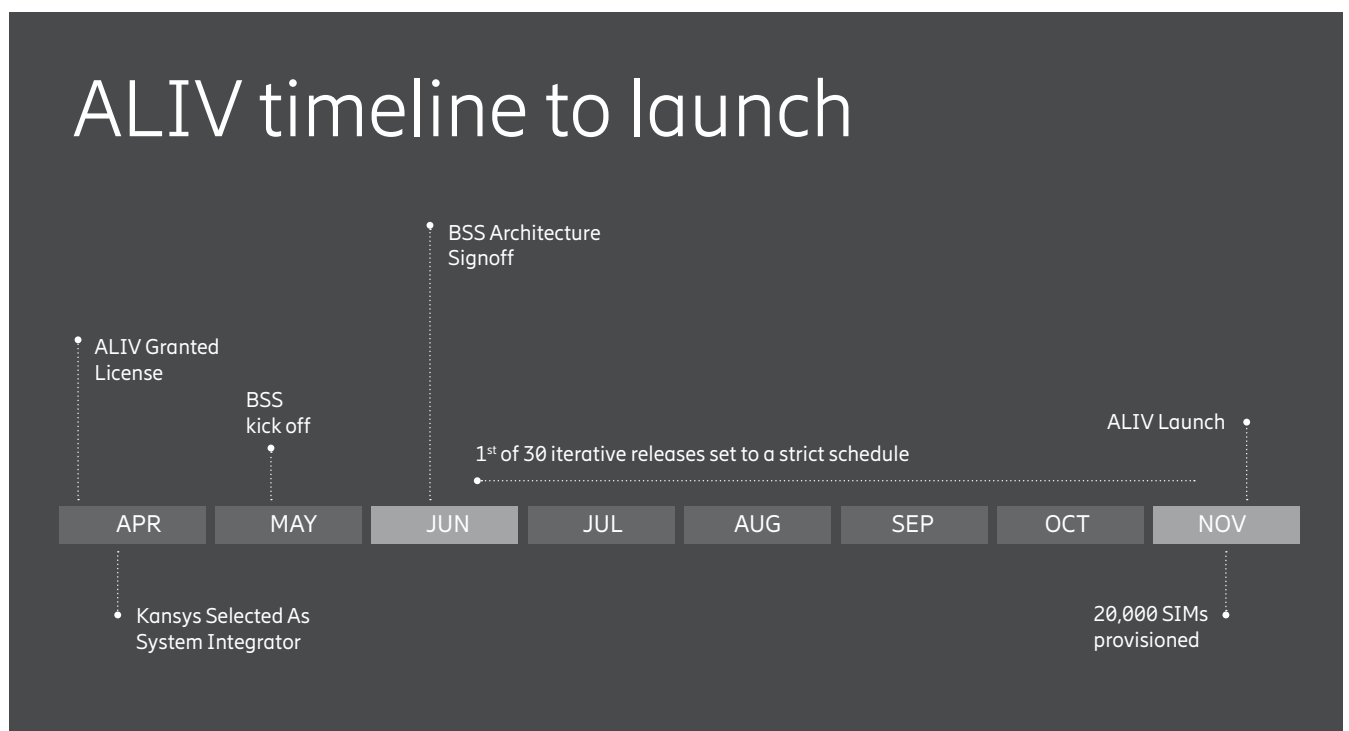 ALIV timeline to launch
BSS Architecture
Signoff
ALIV Granted
License
BSS
kick off
ALIV Launch
1st of 30 iterative releases set to a strict schedule
APR MAY JUN JUL AUG SEP OCT NOV
Kansys Selected As
System Integrator
20,000 SIMs
provisioned